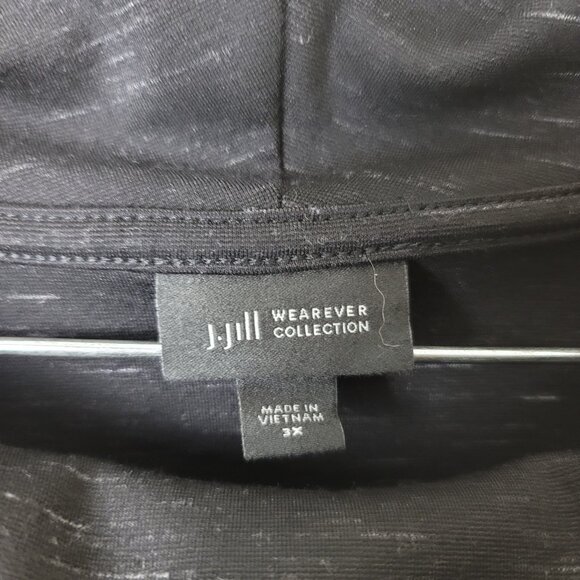 J.Jill WEAREVER
COLLECTION
MADE IN
VIETNAM
3X